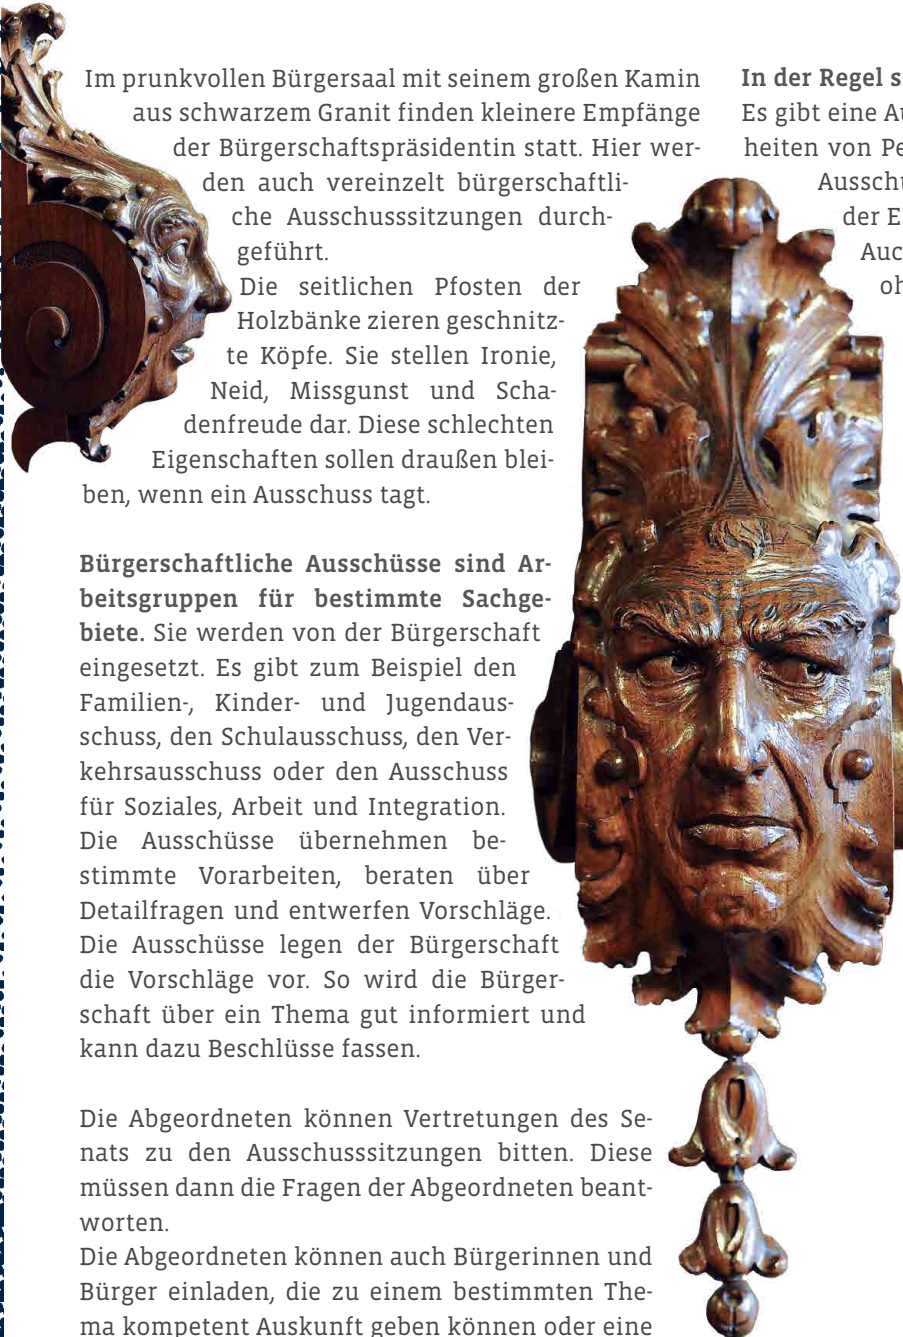 Im prunkvollen Bürgersaal mit seinem großen Kamin
aus schwarzem Granit finden kleinere Empfänge
der Bürgerschaftspräsidentin statt. Hier wer-
den auch vereinzelt bürgerschaftli-
che Ausschusssitzungen durch-
geführt.
Die seitlichen Pfosten der
Holzbänke zieren geschnitz-
te Köpfe. Sie stellen Ironie,
Neid, Missgunst und Scha-
denfreude dar. Diese schlechten
Eigenschaften sollen draußen blei-
ben, wenn ein Ausschuss tagt.
Bürgerschaftliche Ausschüsse sind Ar-
beitsgruppen für bestimmte Sachge-
biete. Sie werden von der Bürgerschaft
eingesetzt. Es gibt zum Beispiel den
Familien-, Kinder- und Jugendaus-
schuss, den Schulausschuss, den Ver-
kehrsausschuss oder den Ausschuss
für Soziales, Arbeit und Integration.
Die Ausschüsse übernehmen be-
stimmte Vorarbeiten, beraten über
Detailfragen und entwerfen Vorschläge.
Die Ausschüsse legen der Bürgerschaft
die Vorschläge vor. So wird die Bürger-
schaft über ein Thema gut informiert und
kann dazu Beschlüsse fassen.
Die Abgeordneten können Vertretungen des Se-
nats zu den Ausschusssitzungen bitten. Diese
müssen dann die Fragen der Abgeordneten beant-
worten.
Die Abgeordneten können auch Bürgerinnen und
Bürger einladen, die zu einem bestimmten The-
ma kompetent Auskunft geben können oder eine
In der Regel s
Es gibt eine Au
heiten von Pe
Ausschu
der E
Auc
oh